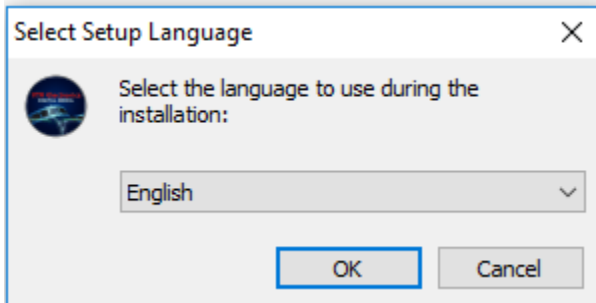 Select Setup Language
Select the language to use during the
installation:
English
OK
Cancel